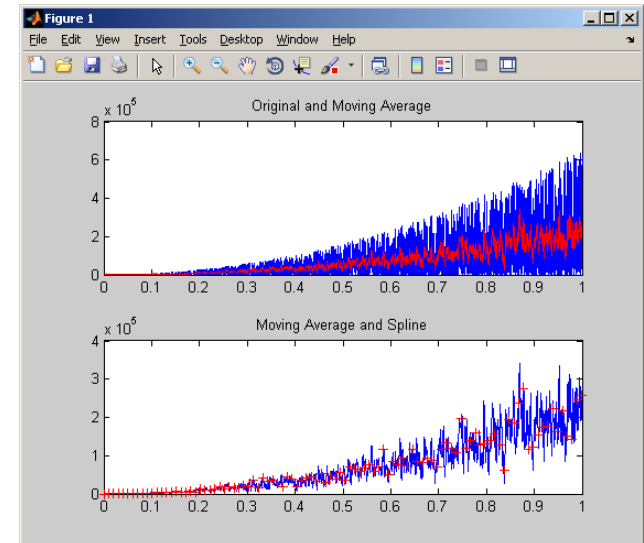 Figure 1
File Edit View Insert Tools Desktop Window Help
Original and Moving Average
x 10^5
8
6
4
2
0
0 0.1 0.2 0.3 0.4 0.5 0.6 0.7 0.8 0.9 1
Moving Average and Spline
x 10^5
4
3
2
1
0
0 0.1 0.2 0.3 0.4 0.5 0.6 0.7 0.8 0.9 1